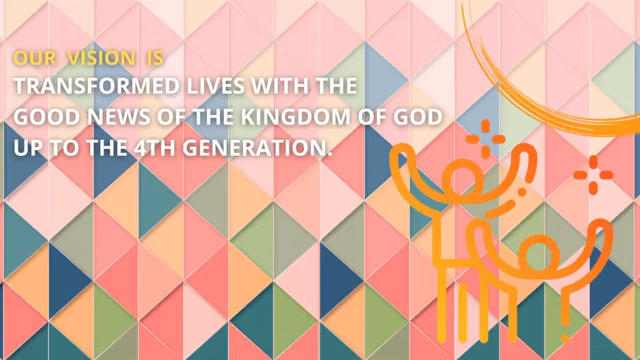 OUR VISION IS
TRANSFORMED LIVES WITH THE
GOOD NEWS OF THE KINGDOM OF GOD
UP TO THE 4TH GENERATION.